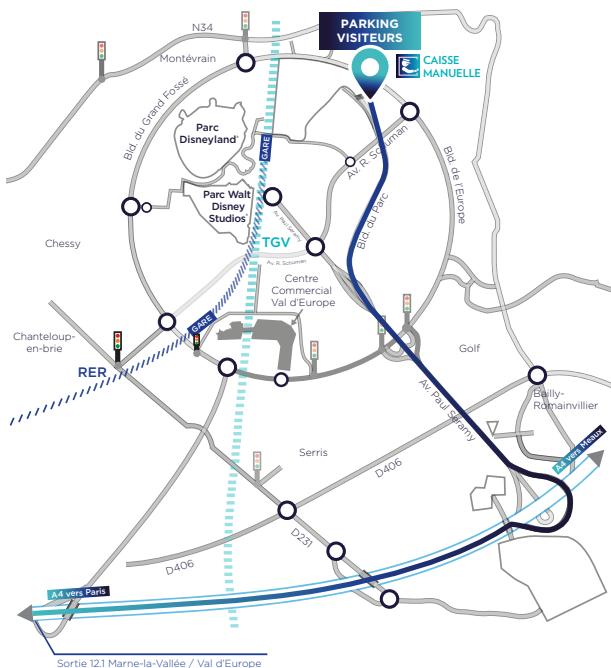 PARKING
VISITEURS
CAISSE
MANUELLE
N34
Montévrain
Bld. du Grand Fossé
Parc
Disneyland®
GARE
Av. R. Schuman
Bld. de l'Europe
Parc Walt
Disney
Studios®
Av. Paul Séramy
Bld. du Parc
TGV
Chessy
Av. R. Schuman
Centre
Commercial
Val d'Europe
GARE
Chanteloup-
en-brie
RER
Golf
Av. Paul Séramy
Bailly-
Romainvillier
A4 vers Meaux
Serris
D406
D231
D406
A4 vers Paris
Sortie 12.1 Marne-la-Vallée / Val d'Europe